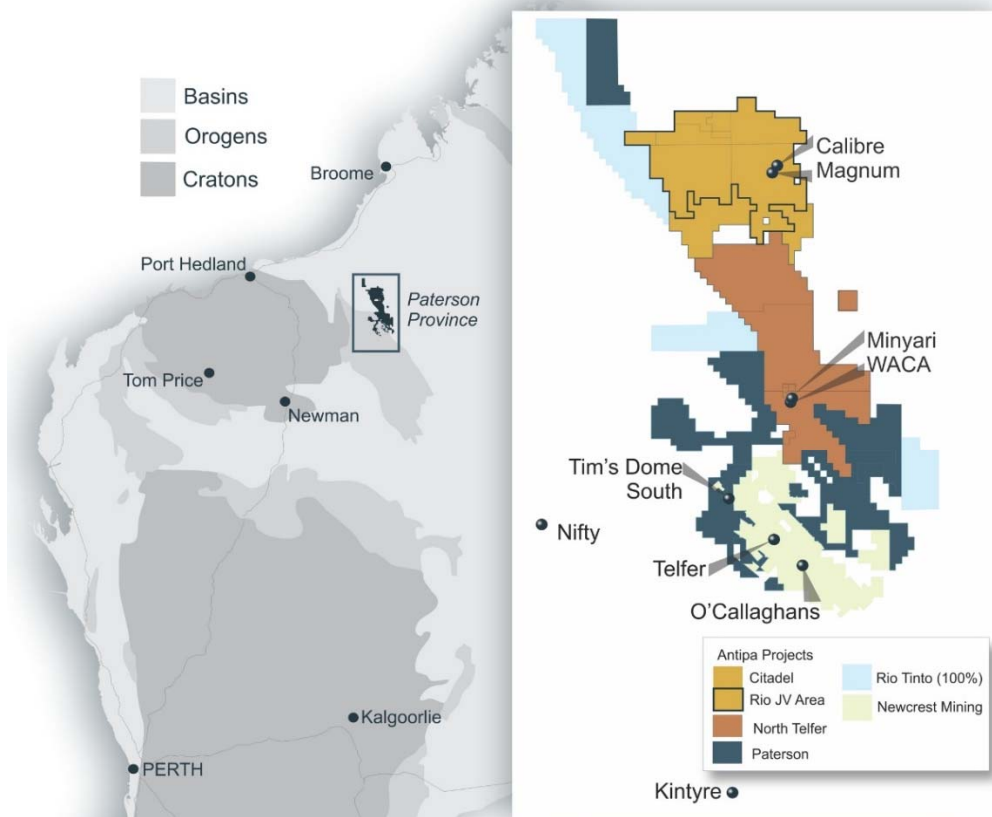 Basins
Orogens
Cratons
Broome
Port Hedland
Paterson
Province
Tom Price
Newman
Kalgoorlie
PERTH
Calibre
Magnum
Minyari
WACA
Tim's Dome
South
Nifty
Telfer
O'Callaghans
Antipa Projects
Citadel
Rio JV Area
North Telfer
Paterson
Rio Tinto (100%)
Newcrest Mining
Kintyre